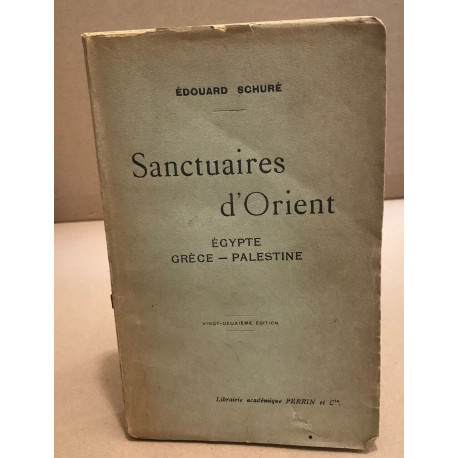 ÉDOUARD SCHURÉ
Sanctuaires
d'Orient
ÉGYPTE
GRÈCE — PALESTINE
VINGT-DEUXIÈME ÉDITION
Librairie académique PERRIN et Cie.